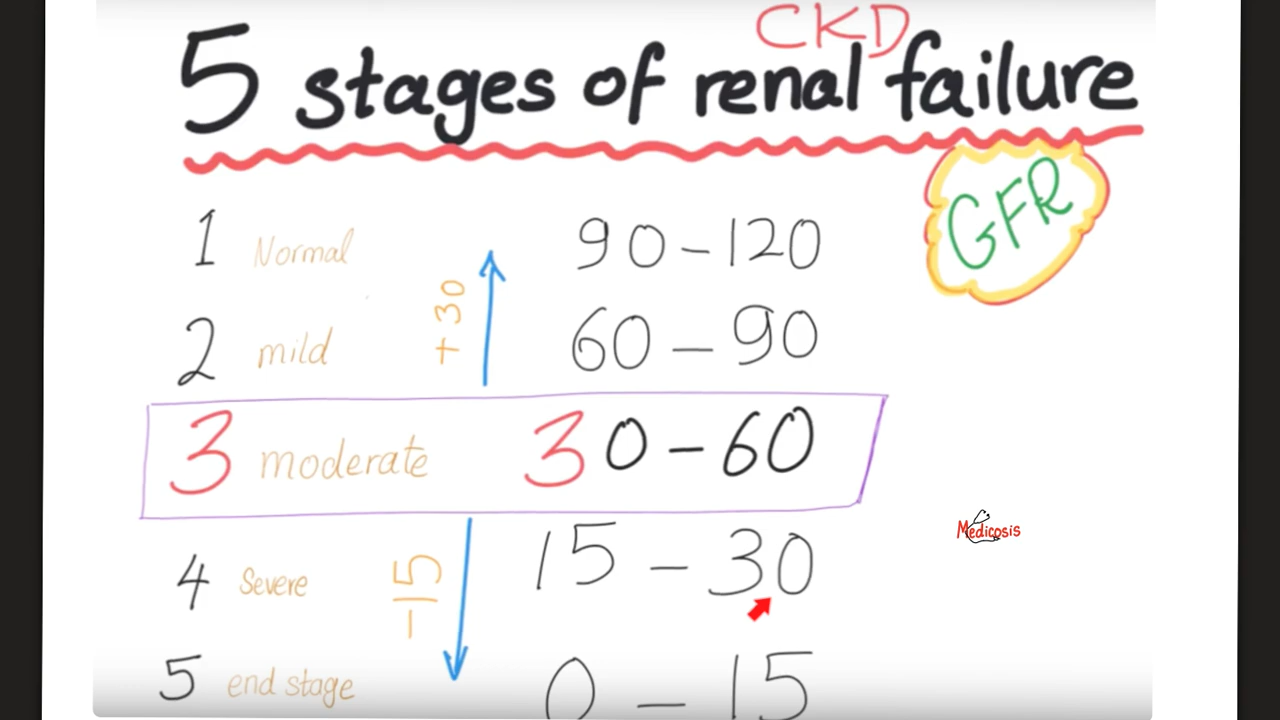 CKD
5 stages of renal failure
GFR
1 Normal 90-120
+30
2 mild 60-90
3 moderate 30-60
Medicosis
4 Severe 15-30
-15
5 end stage 0-15